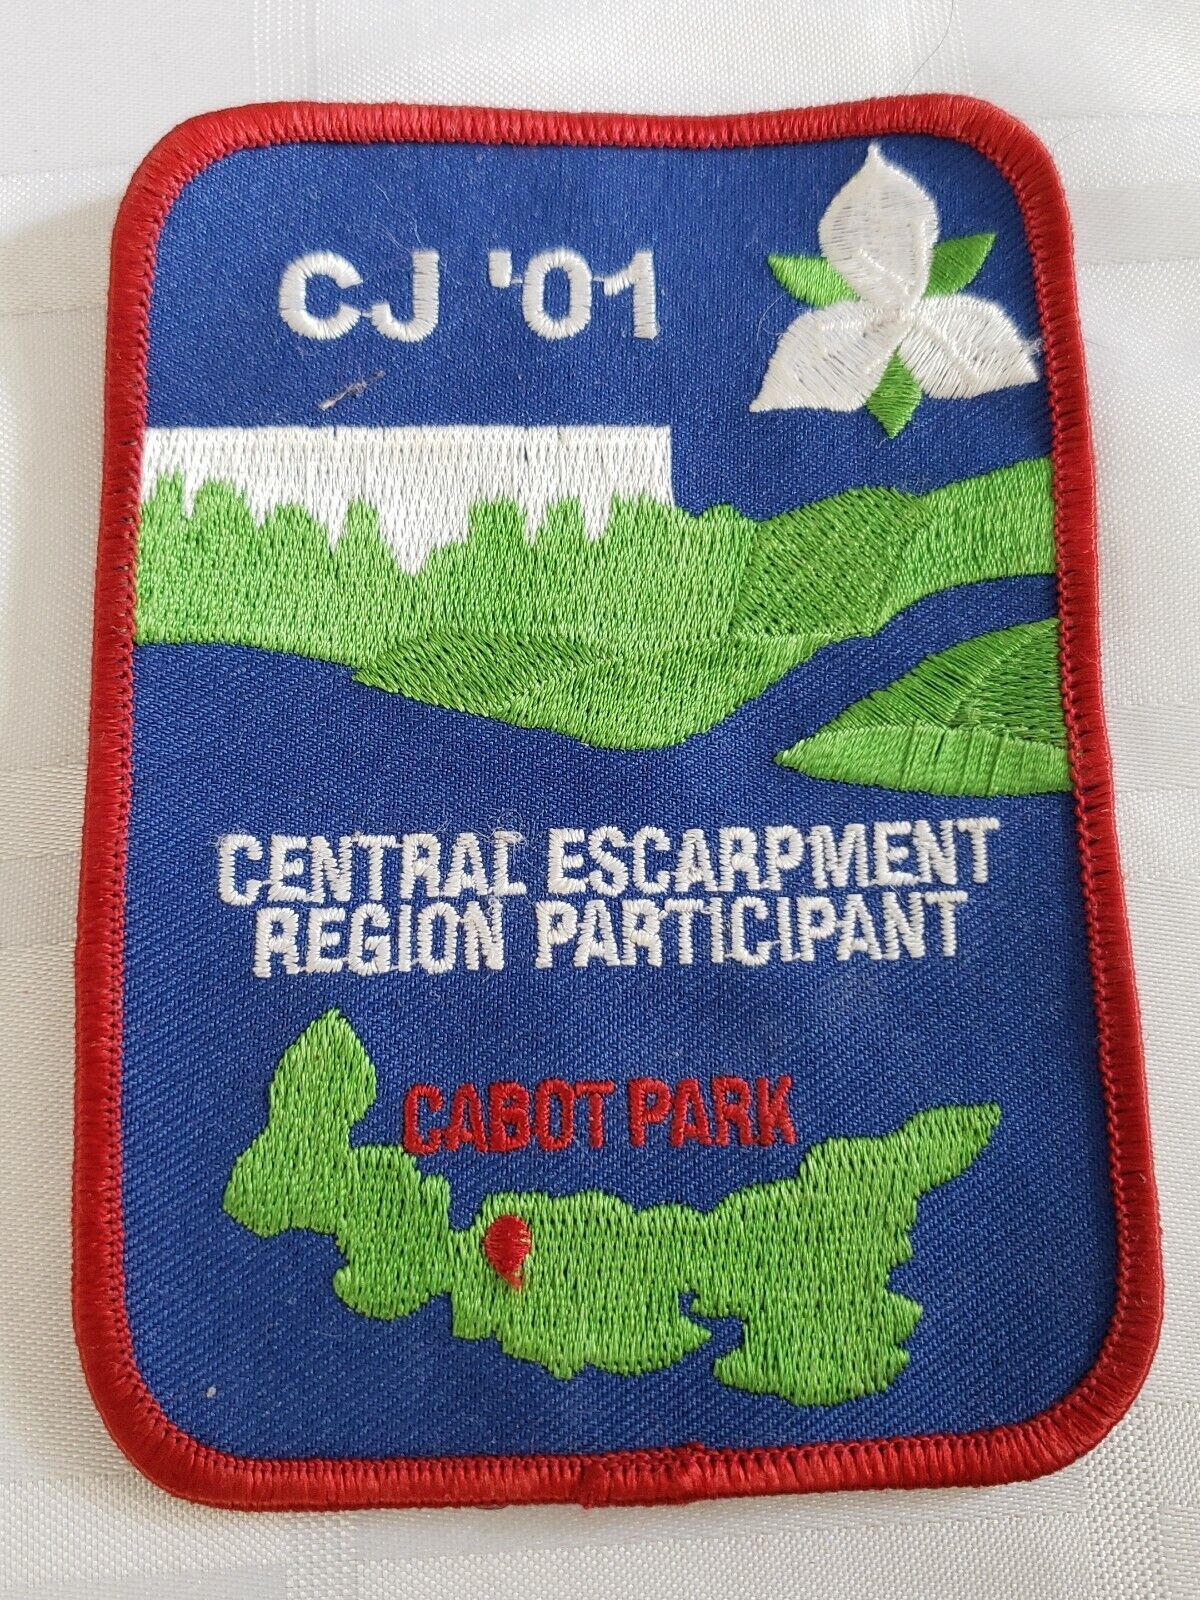 CJ '01
CENTRAL ESCARPMENT
REGION PARTICIPANT
CABOT PARK